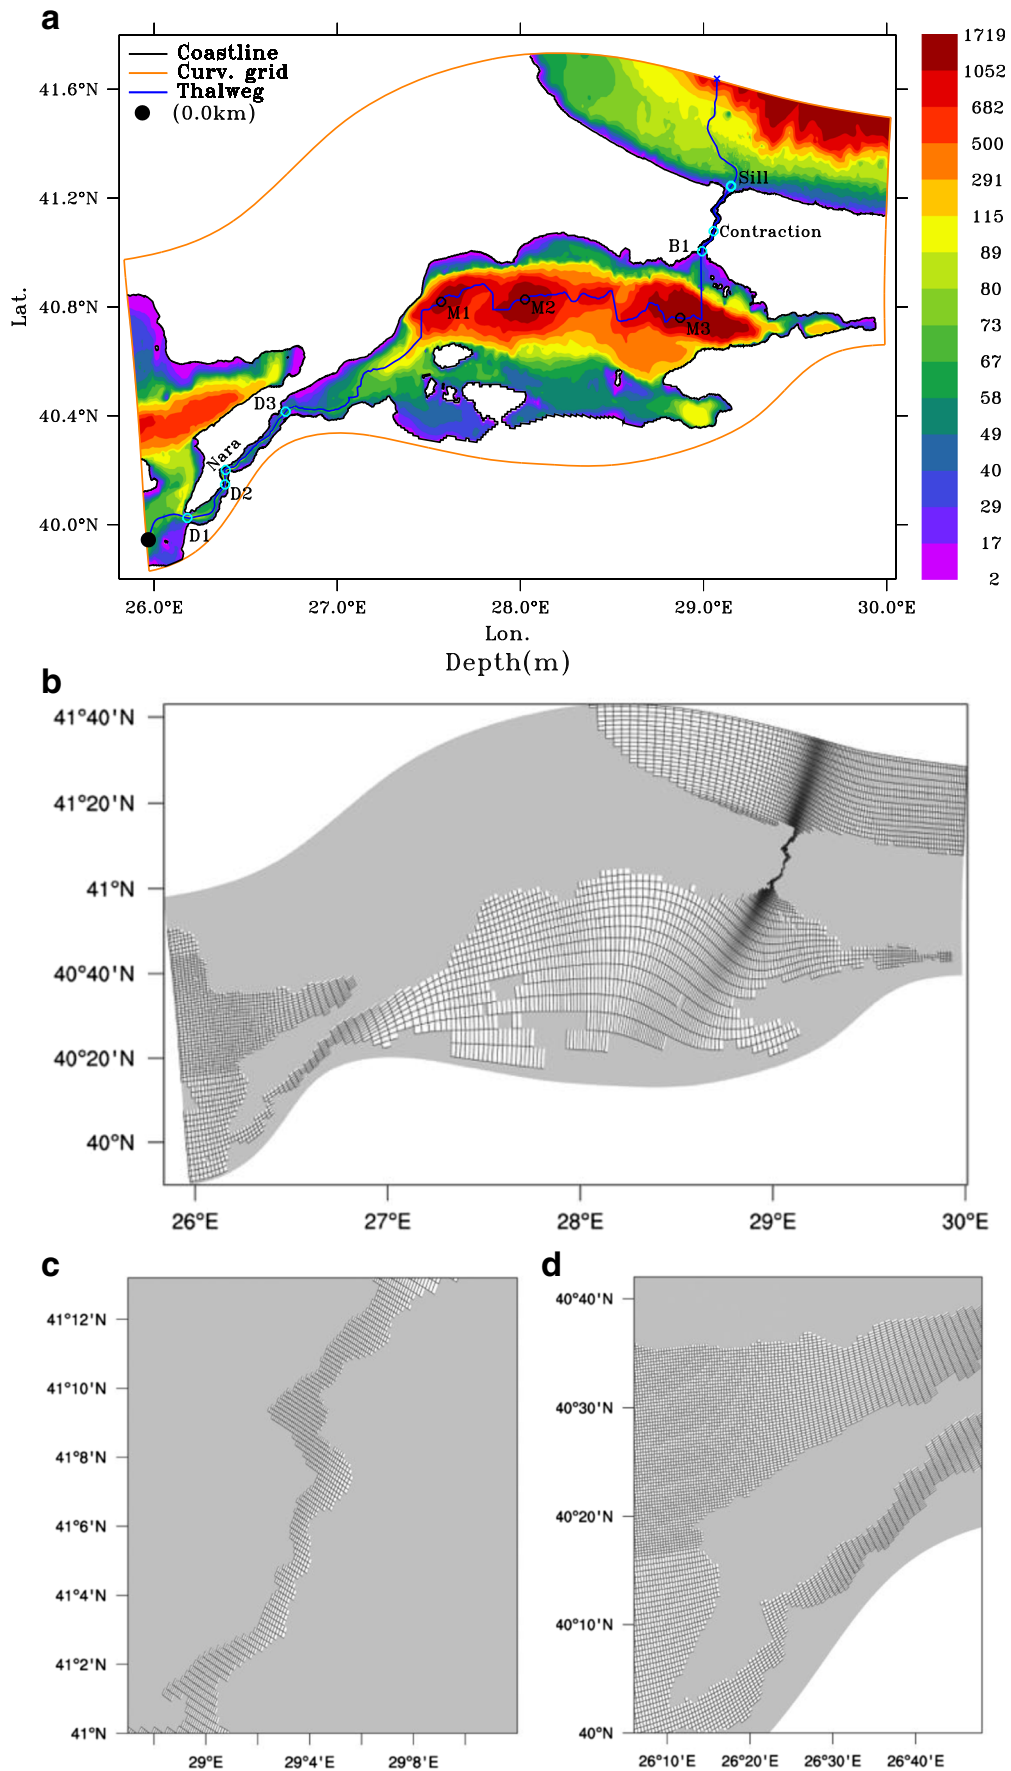 a
Coastline
Curv. grid
Thalweg
(0.0km)
41.6°N
41.2°N
40.8°N
40.4°N
40.0°N
Lat.
Sill
Contraction
B1
M1
M2
M3
D3
Nara
D2
D1
26.0°E
27.0°E
28.0°E
29.0°E
30.0°E
Lon.
Depth(m)
1719
1052
682
500
291
115
89
80
73
67
58
49
40
29
17
2
b
41°40'N
41°20'N
41°N
40°40'N
40°20'N
40°N
26°E
27°E
28°E
29°E
30°E
c
41°12'N
41°10'N
41°8'N
41°6'N
41°4'N
41°2'N
41°N
29°E
29°4'E
29°8'E
d
40°40'N
40°30'N
40°20'N
40°10'N
40°N
26°10'E
26°20'E
26°30'E
26°40'E